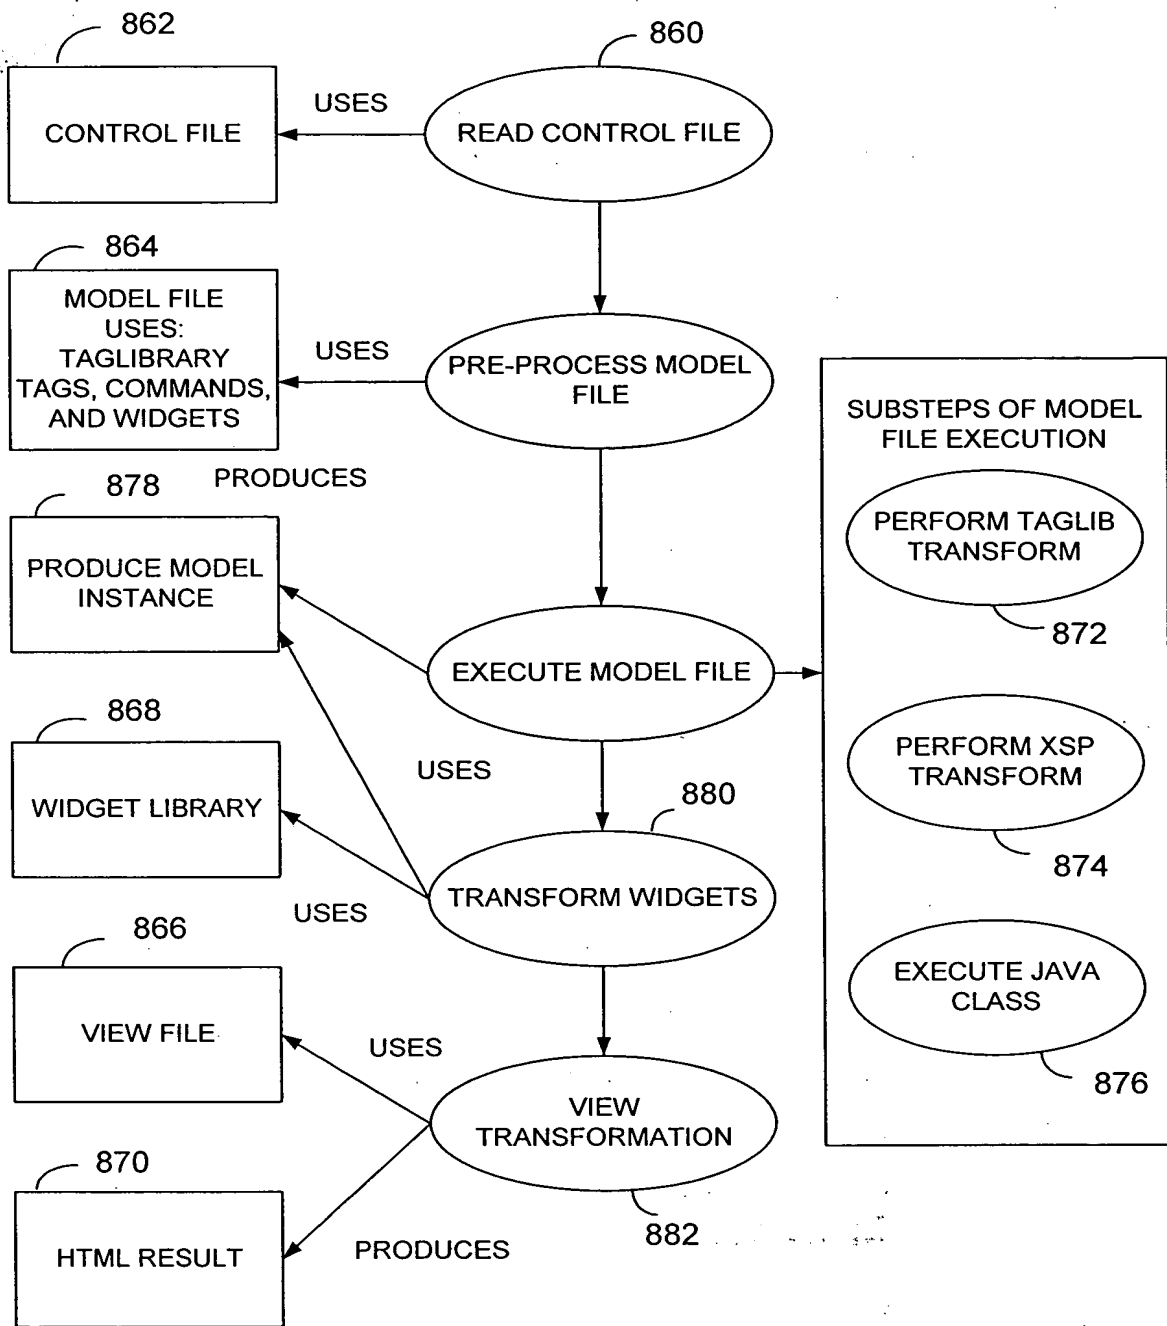 862
860
CONTROL FILE
USES
READ CONTROL FILE
864
MODEL FILE
USES:
TAGLIBRARY
TAGS, COMMANDS,
AND WIDGETS
USES
PRE-PROCESS MODEL
FILE
SUBSTEPS OF MODEL
FILE EXECUTION
PERFORM TAGLIB
TRANSFORM
872
PERFORM XSP
TRANSFORM
874
EXECUTE JAVA
CLASS
876
878
PRODUCES
PRODUCE MODEL
INSTANCE
EXECUTE MODEL FILE
868
USES
WIDGET LIBRARY
880
TRANSFORM WIDGETS
USES
866
VIEW FILE
USES
VIEW
TRANSFORMATION
882
870
HTML RESULT
PRODUCES